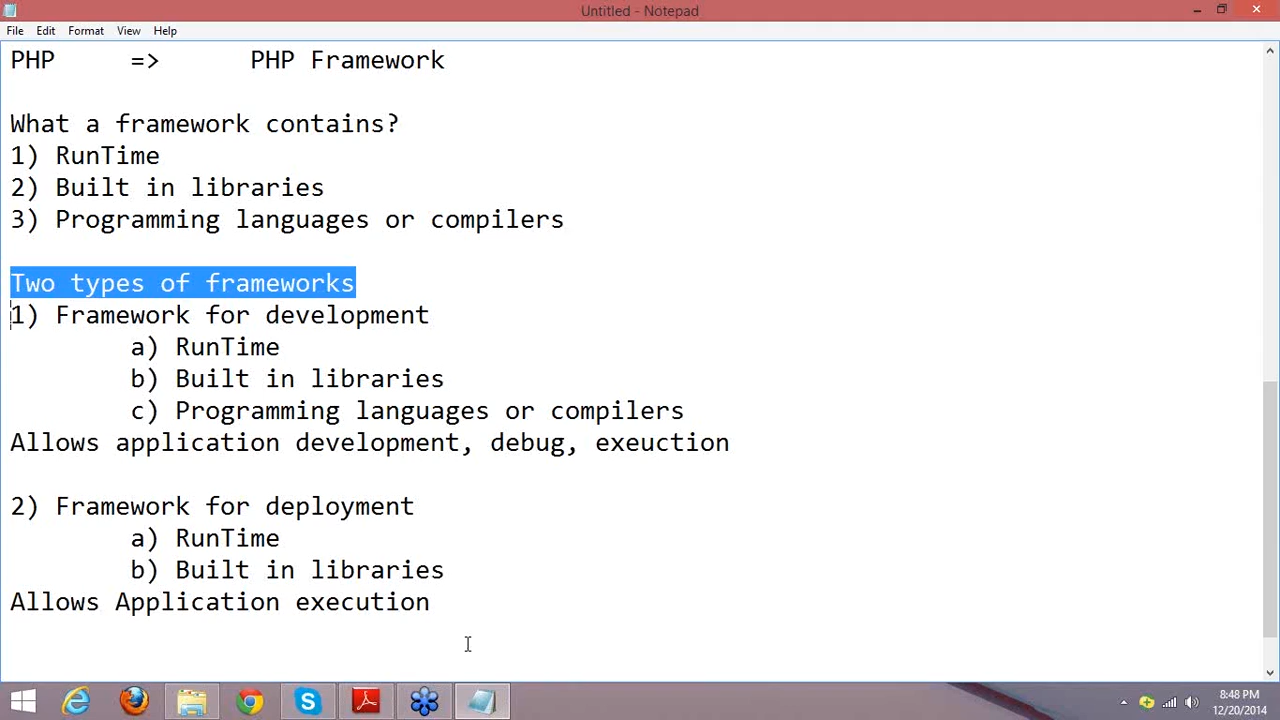 Untitled - Notepad
File Edit Format View Help
PHP => PHP Framework
What a framework contains?
1) RunTime
2) Built in libraries
3) Programming languages or compilers
Two types of frameworks
1) Framework for development
a) RunTime
b) Built in libraries
c) Programming languages or compilers
Allows application development, debug, exeuction
2) Framework for deployment
a) RunTime
b) Built in libraries
Allows Application execution
8:48 PM
12/20/2014